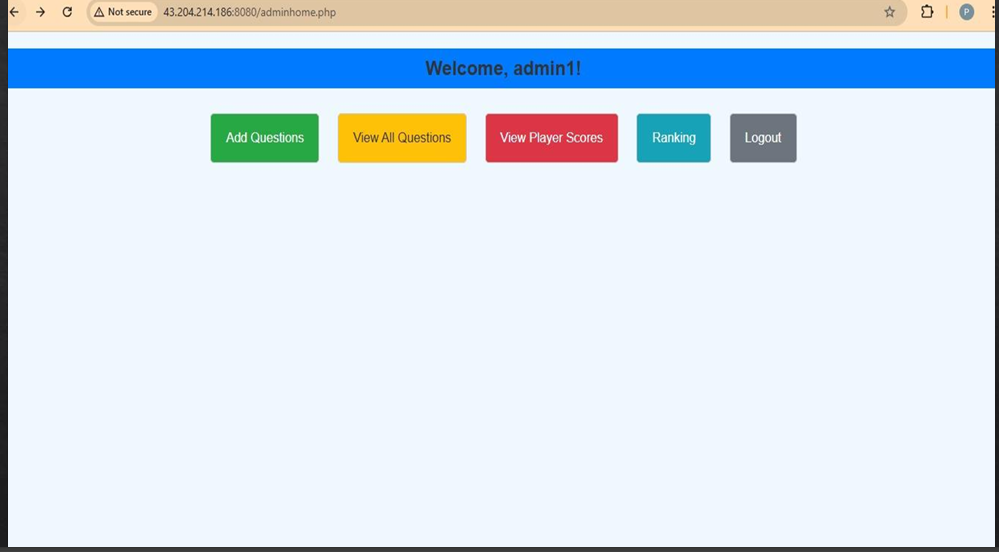 Not secure 43.204.214.186:8080/adminhome.php P
Welcome, admin1!
Add Questions View All Questions View Player Scores Ranking Logout